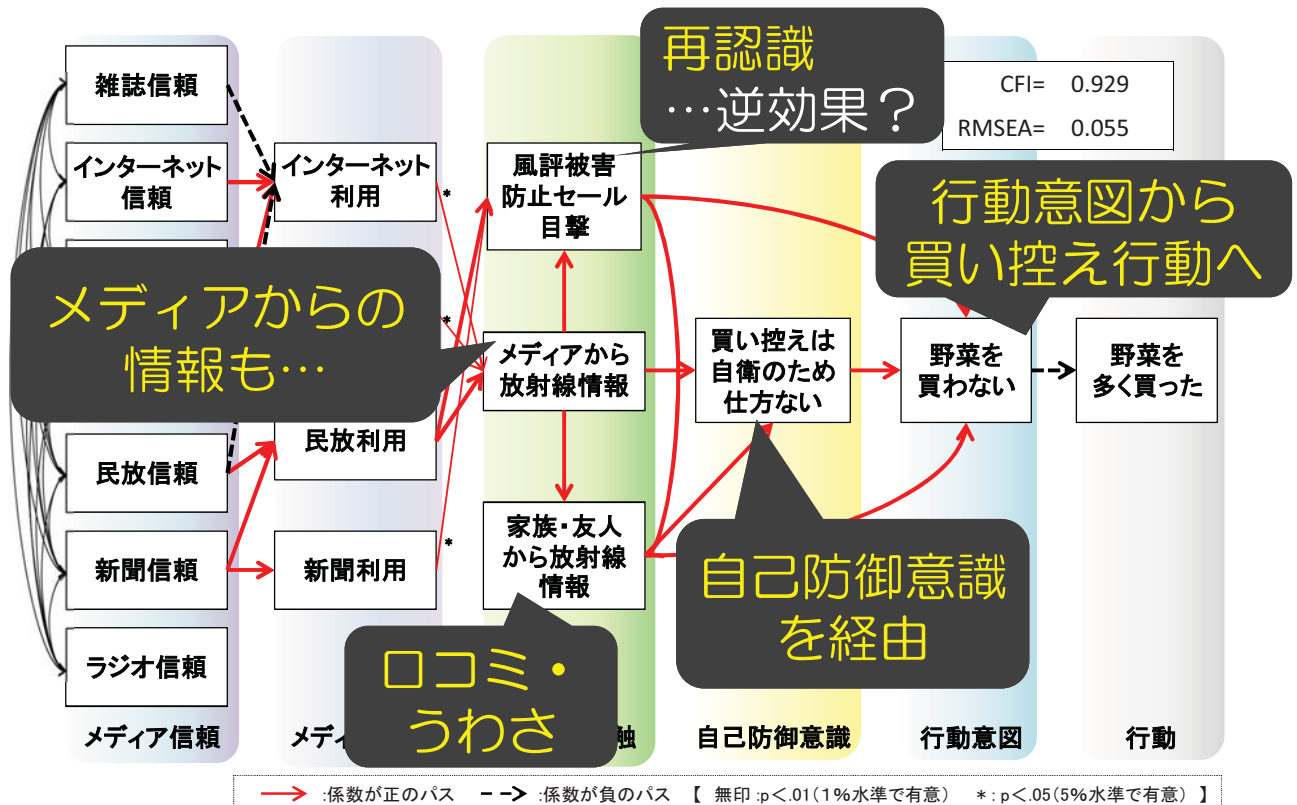 雑誌信頼
インターネット
信頼
民放信頼
新聞信頼
ラジオ信頼
メディア信頼
インターネット
利用
民放利用
新聞利用
メデ
*
*
*
風評被害
防止セール
目撃
メディアから
放射線情報
家族・友人
から放射線
情報
触
買い控えは
自衛のため
仕方ない
自己防御意識
野菜を
買わない
行動意図
野菜を
多く買った
行動
CFI= 0.929
RMSEA= 0.055
再認識
…逆効果？
行動意図から
買い控え行動へ
メディアからの
情報も…
自己防御意識
を経由
口コミ・
うわさ
:係数が正のパス :係数が負のパス 【 無印:p<.01(1%水準で有意) *:p<.05(5%水準で有意) 】